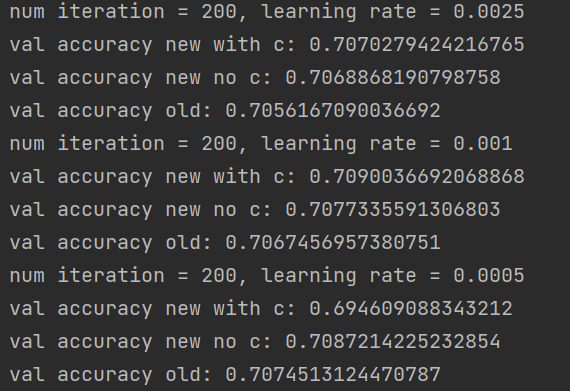 num iteration = 200, learning rate = 0.0025
val accuracy new with c: 0.7070279424216765
val accuracy new no c: 0.7068868190798758
val accuracy old: 0.7056167090036692
num iteration = 200, learning rate = 0.001
val accuracy new with c: 0.7090036692068868
val accuracy new no c: 0.7077335591306803
val accuracy old: 0.7067456957380751
num iteration = 200, learning rate = 0.0005
val accuracy new with c: 0.694609088343212
val accuracy new no c: 0.7087214225232854
val accuracy old: 0.7074513124470787